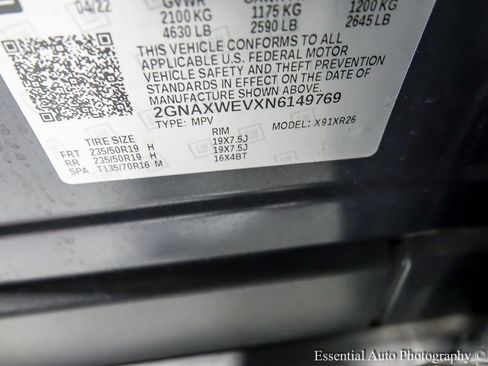 04/22 GVWR
2100 KG 1175 KG 1200 KG
4630 LB 2590 LB 2645 LB
THIS VEHICLE CONFORMS TO ALL
APPLICABLE U.S. FEDERAL MOTOR
VEHICLE SAFETY AND THEFT PREVENTION
STANDARDS IN EFFECT ON THE DATE OF
MANUFACTURE SHOWN ABOVE.
2GNAXWEVXN6149769
TYPE: MPV MODEL: X91XR26
TIRE SIZE RIM
FRT 235/50R19 H 19X7.5J
RR 235/50R19 H 19X7.5J
SPA T135/70R16 M 16X4BT
Essential Auto Photography ©